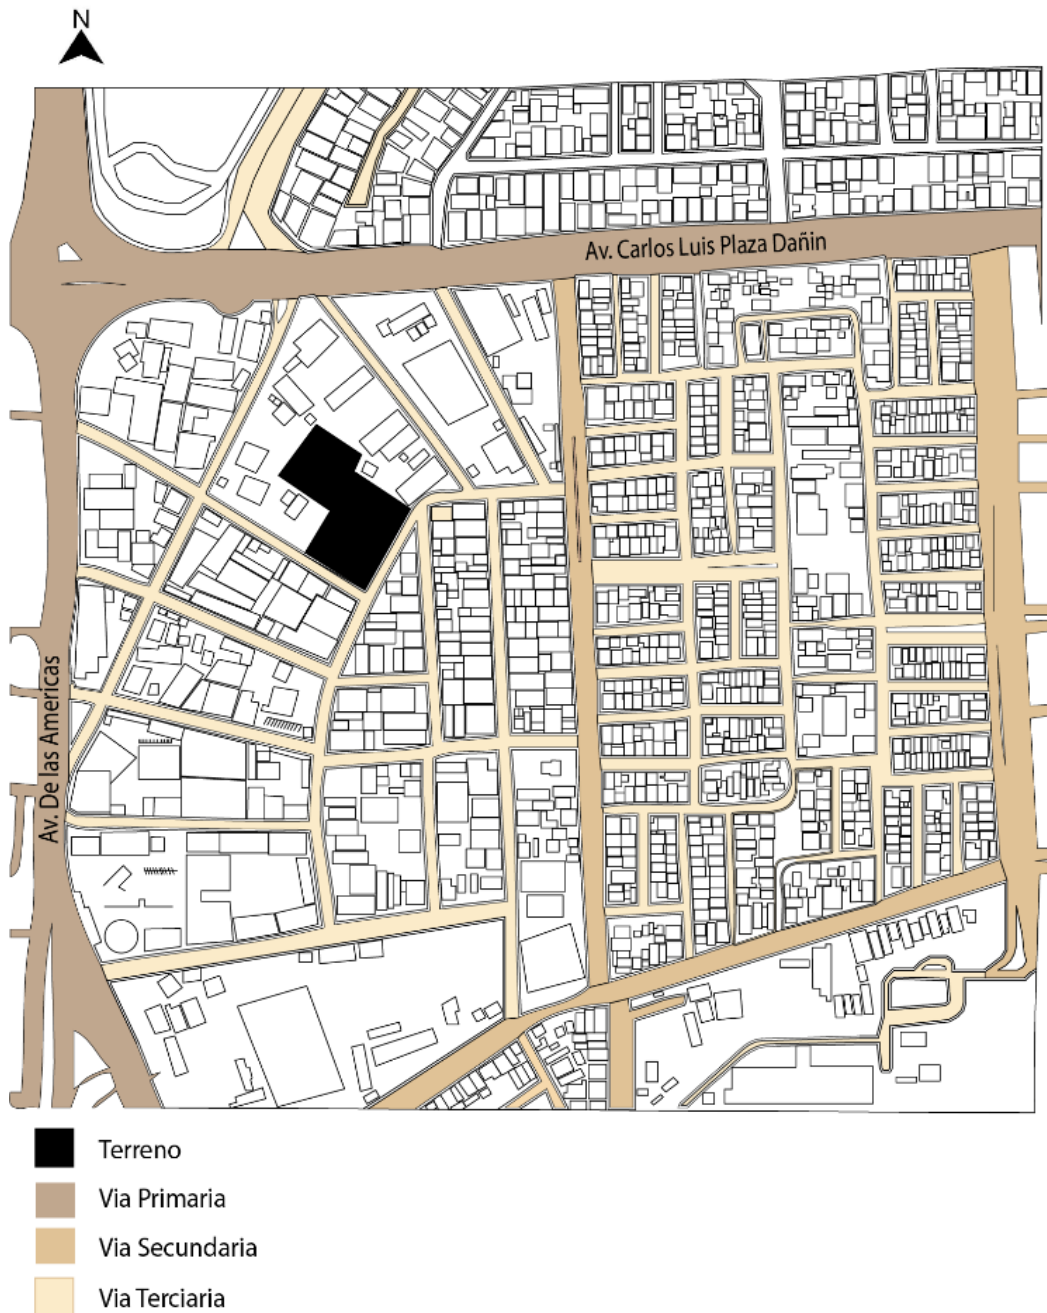 N
Av. Carlos Luis Plaza Dañin
Av. De las Americas
Terreno
Via Primaria
Via Secundaria
Via Terciaria